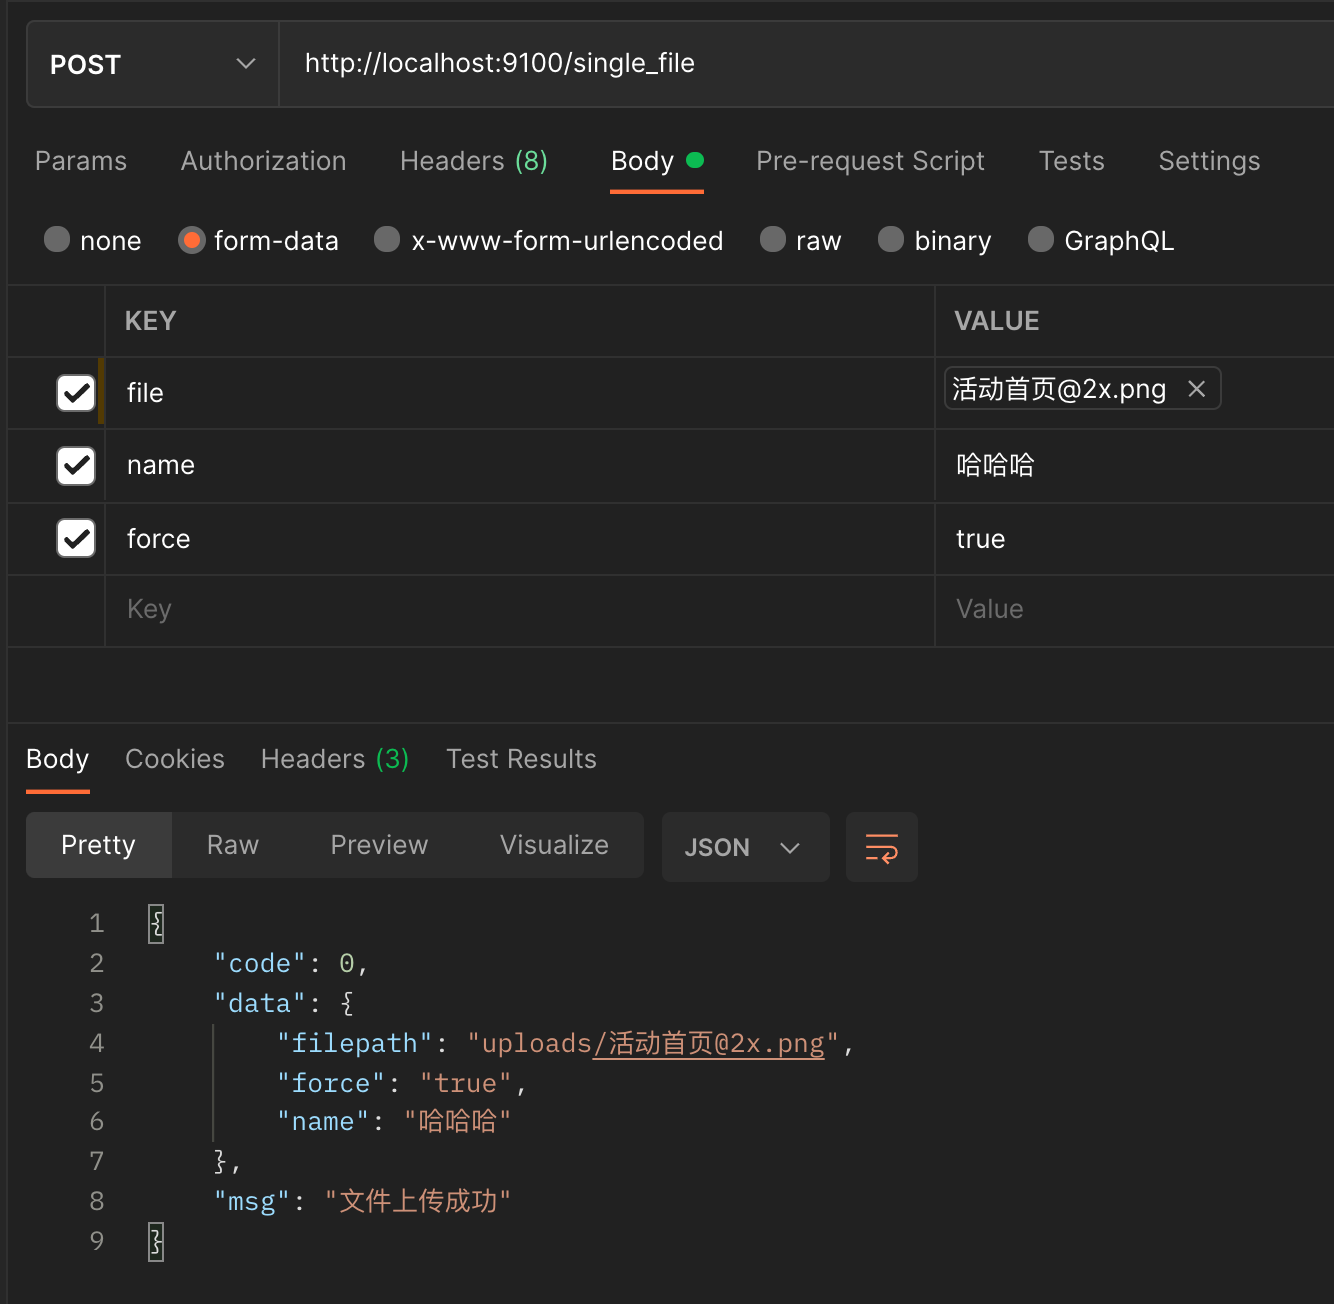 POST http://localhost:9100/single_file
Params Authorization Headers (8) Body Pre-request Script Tests Settings
none form-data x-www-form-urlencoded raw binary GraphQL
KEY VALUE
file 活动首页@2x.png
name 哈哈哈
force true
Key Value
Body Cookies Headers (3) Test Results
Pretty Raw Preview Visualize JSON
1 {
2 "code": 0,
3 "data": {
4 "filepath": "uploads/活动首页@2x.png",
5 "force": "true",
6 "name": "哈哈哈"
7 },
8 "msg": "文件上传成功"
9 }